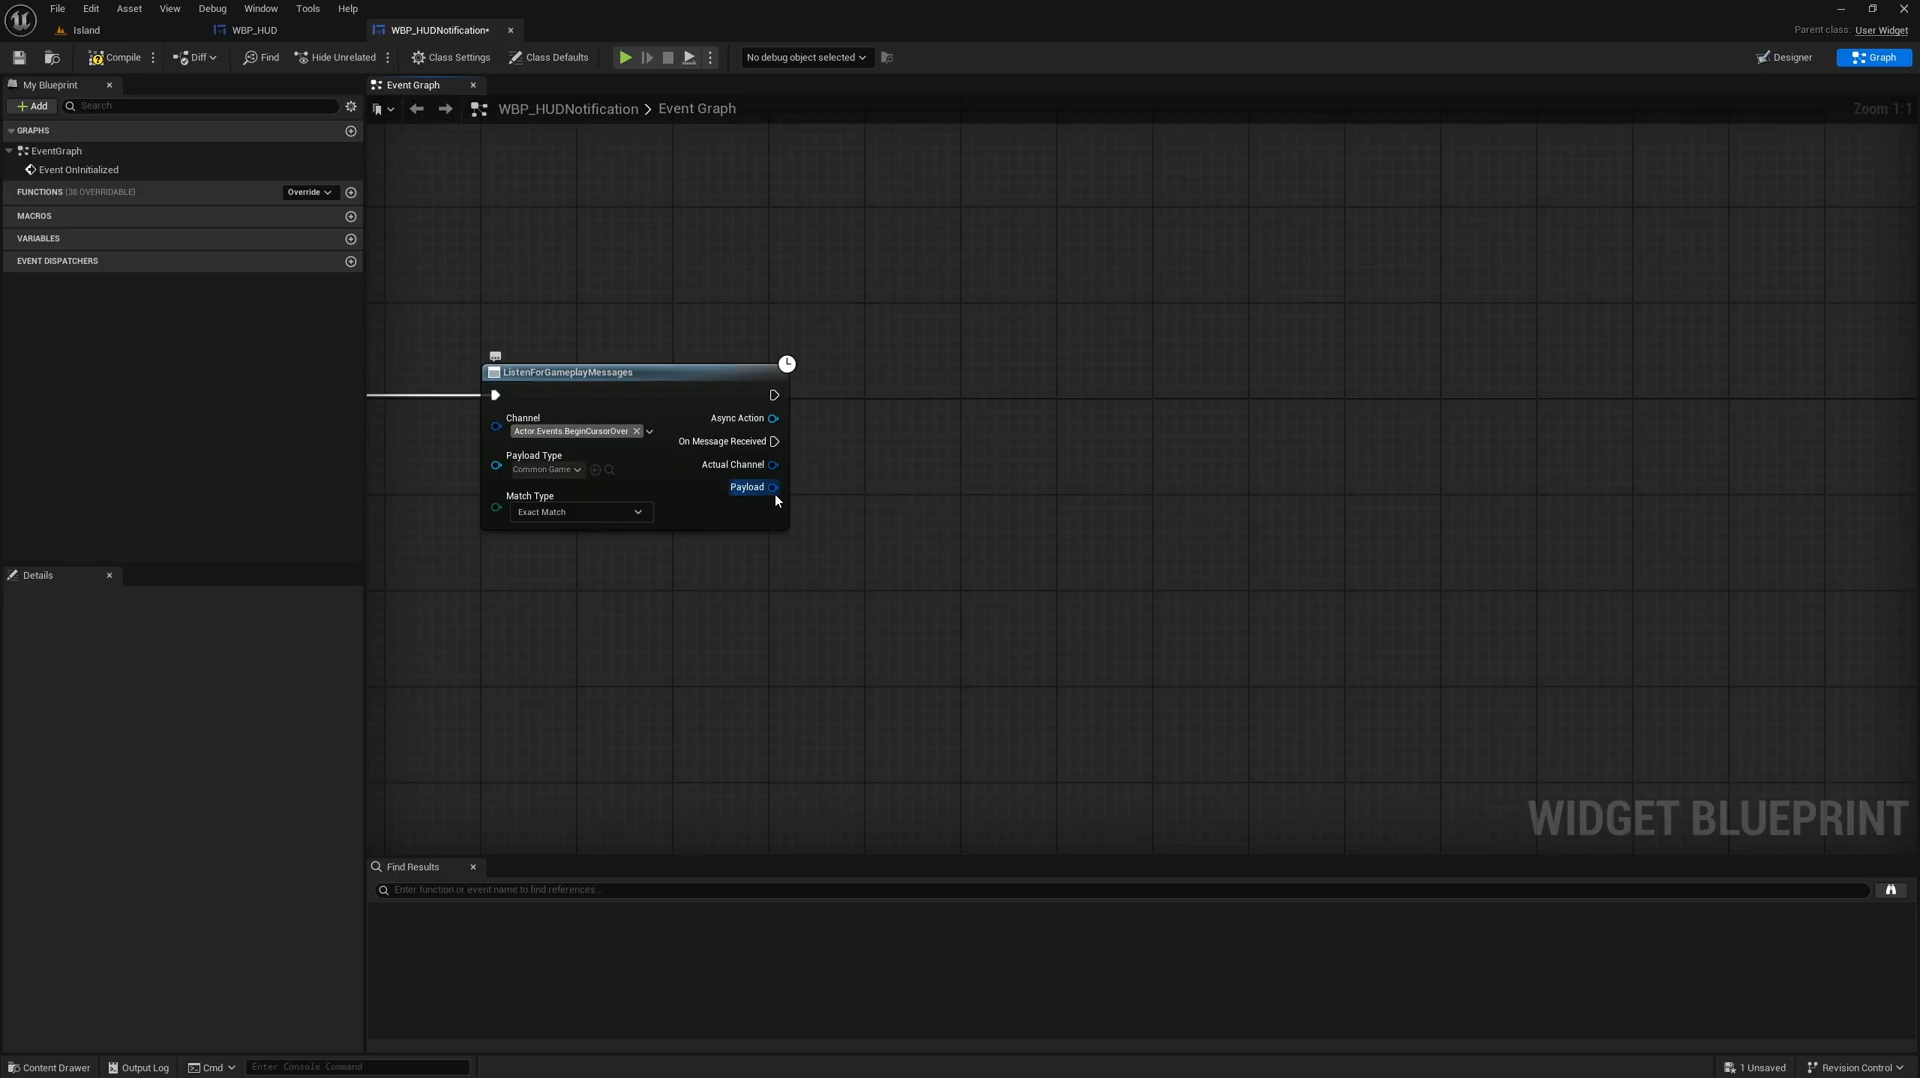 File Edit Asset View Debug Window Tools Help
Island
WBP_HUD
WBP_HUDNotification•
Parent class: User Widget
Compile
Diff
Find
Hide Unrelated
Class Settings
Class Defaults
No debug object selected
Designer
Graph
My Blueprint
Add
Search
GRAPHS
EventGraph
Event OnInitialized
FUNCTIONS (38 OVERRIDABLE)
Override
MACROS
VARIABLES
EVENT DISPATCHERS
Details
Event Graph
WBP_HUDNotification > Event Graph
Zoom 1:1
ListenForGameplayMessages
Channel
Actor.Events.BeginCursorOver
Payload Type
Common Game
Match Type
Exact Match
Async Action
On Message Received
Actual Channel
Payload
WIDGET BLUEPRINT
Find Results
Enter function or event name to find references...
Content Drawer
Output Log
Cmd
Enter Console Command
1 Unsaved
Revision Control